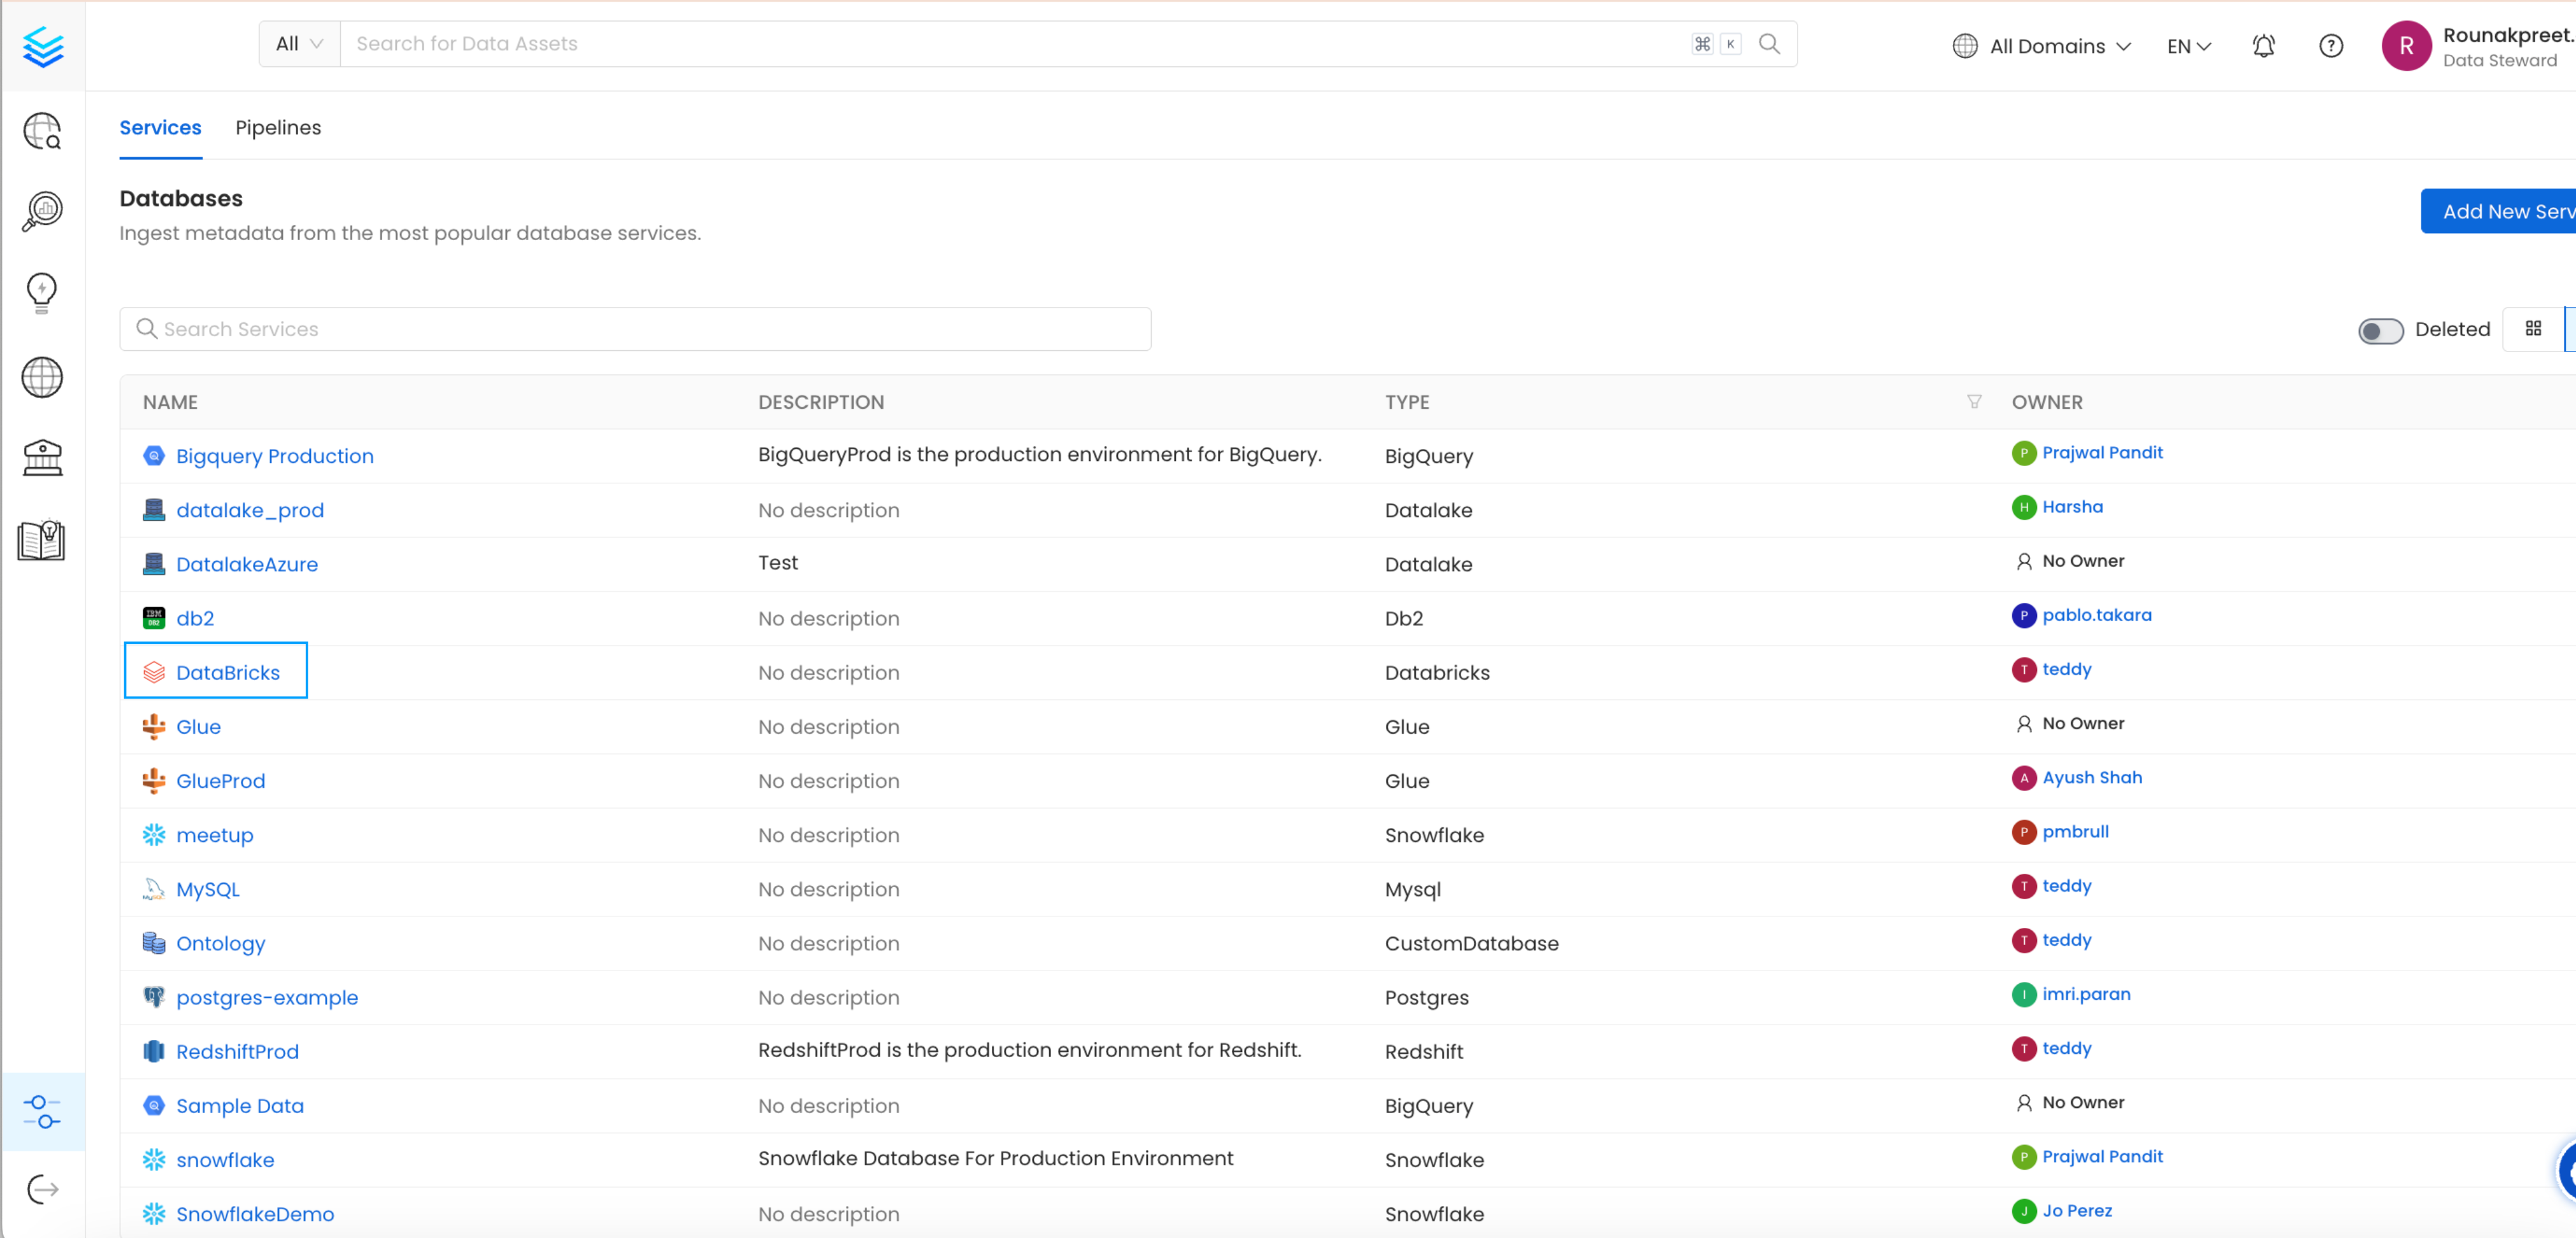 All Search for Data Assets ⌘ K All Domains EN R Rounakpreet.
Data Steward
Services Pipelines
Databases
Ingest metadata from the most popular database services.
Add New Serv
Search Services Deleted
NAME DESCRIPTION TYPE OWNER
Bigquery Production BigQueryProd is the production environment for BigQuery. BigQuery P Prajwal Pandit
datalake_prod No description Datalake H Harsha
DatalakeAzure Test Datalake No Owner
IBM DB2 db2 No description Db2 P pablo.takara
DataBricks No description Databricks T teddy
Glue No description Glue No Owner
GlueProd No description Glue A Ayush Shah
meetup No description Snowflake P pmbrull
MySQL MySQL No description Mysql T teddy
Ontology No description CustomDatabase T teddy
postgres-example No description Postgres I imri.paran
RedshiftProd RedshiftProd is the production environment for Redshift. Redshift T teddy
Sample Data No description BigQuery No Owner
snowflake Snowflake Database For Production Environment Snowflake P Prajwal Pandit
SnowflakeDemo No description Snowflake J Jo Perez